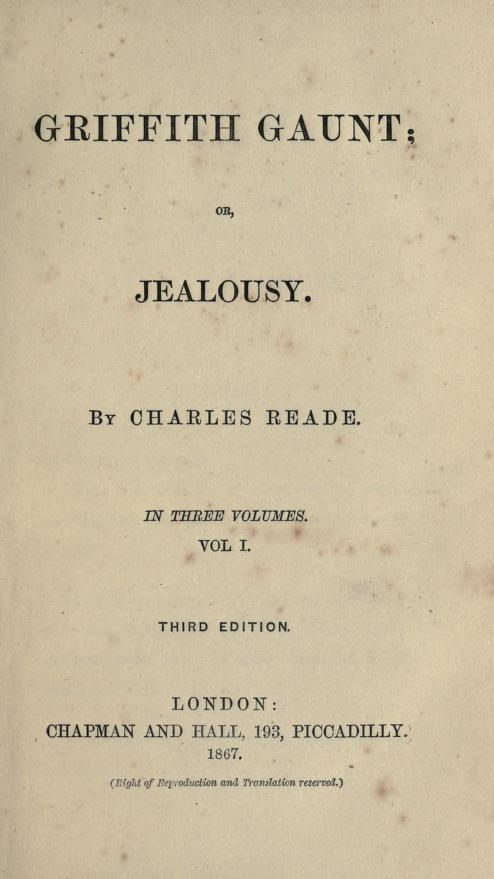 GRIFFITH GAUNT;
OR,
JEALOUSY.
By CHARLES READE.
IN THREE VOLUMES.
VOL I.
THIRD EDITION.
LONDON:
CHAPMAN AND HALL, 193, PICCADILLY.
1867.
(Right of Reproduction and Translation reserved.)